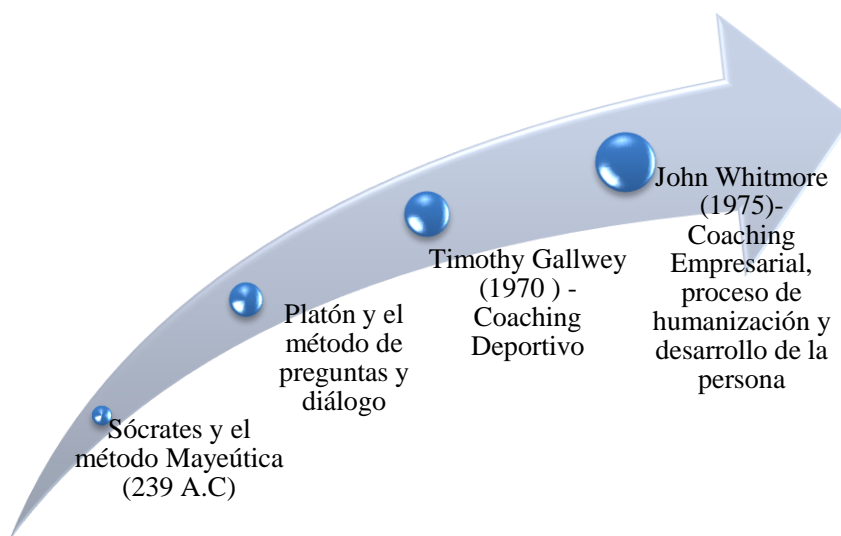 Sócrates y el
método Mayeútica
(239 A.C)
Platón y el
método de
preguntas y
diálogo
Timothy Gallwey
(1970 ) -
Coaching
Deportivo
John Whitmore
(1975)-
Coaching
Empresarial,
proceso de
humanización y
desarrollo de la
persona